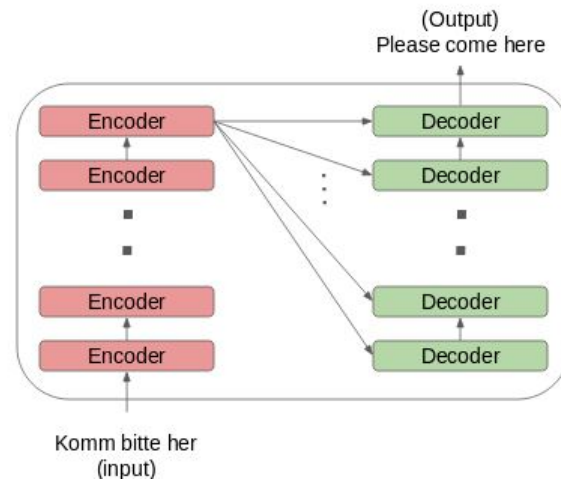 (Output)
Please come here
Encoder
Decoder
Encoder
Decoder
Encoder
Decoder
Encoder
Decoder
Komm bitte her
(input)